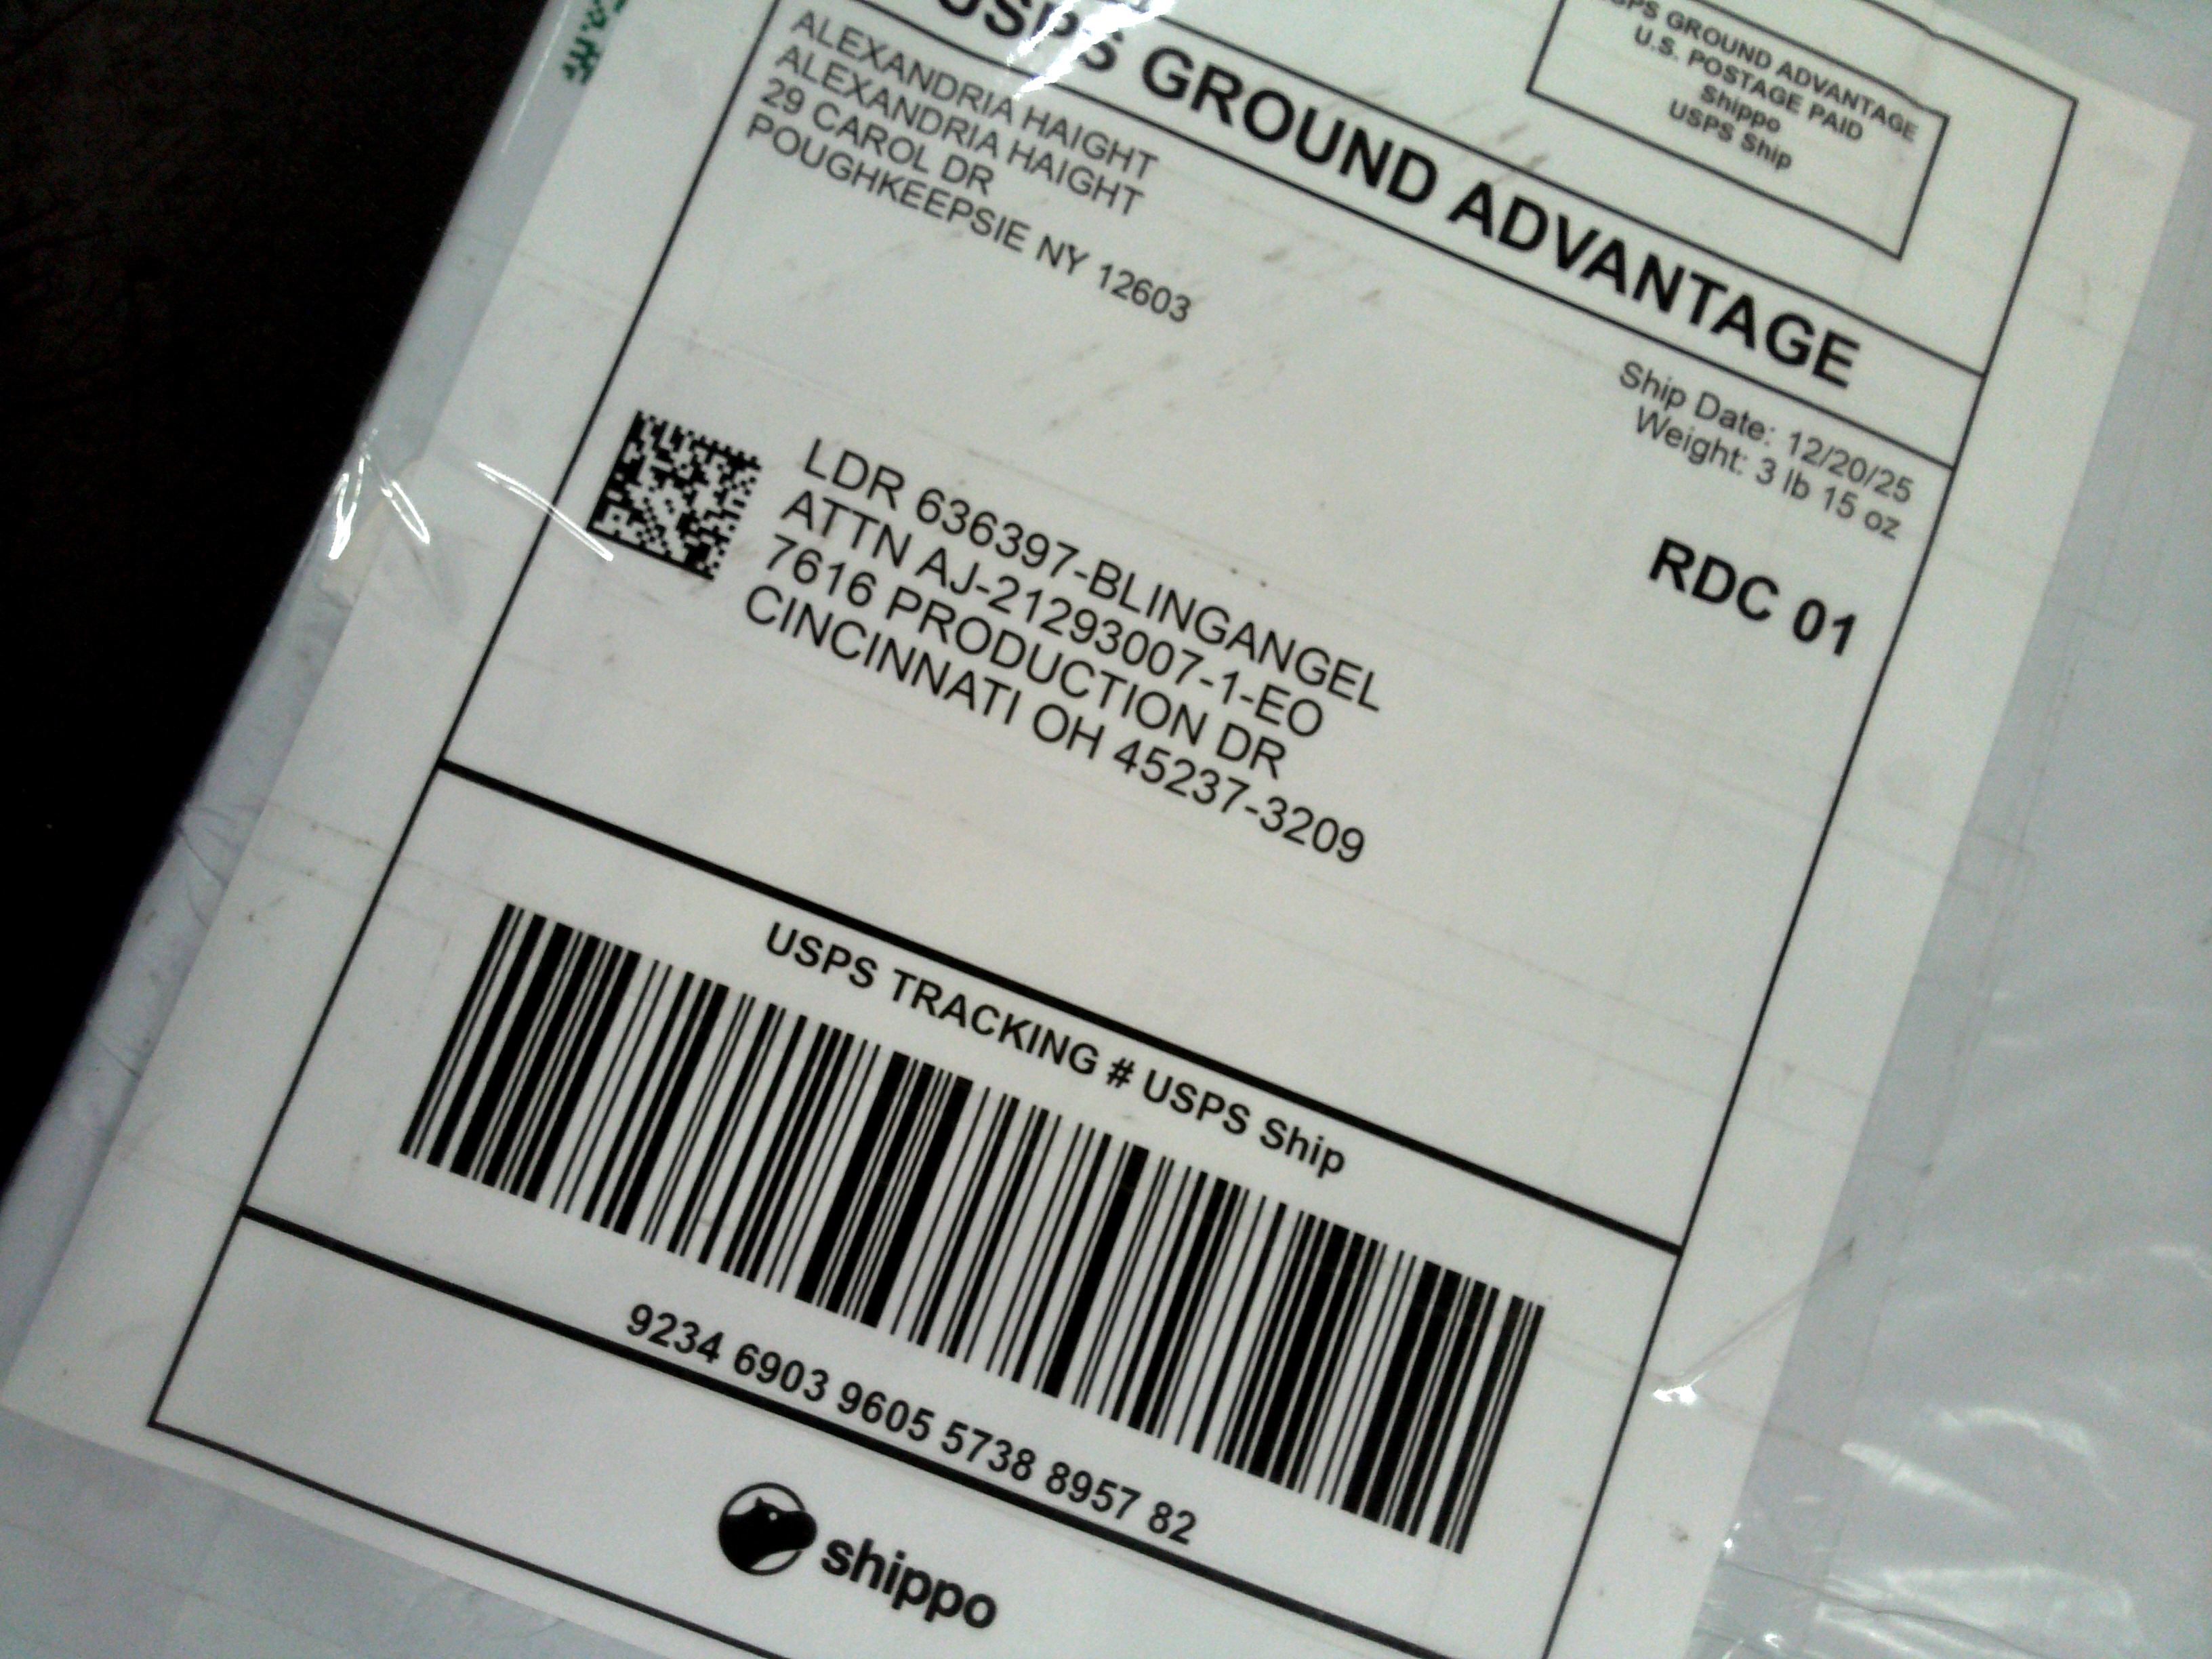 USPS GROUND ADVANTAGE
U.S. POSTAGE PAID
Shippo
USPS Ship
USPS GROUND ADVANTAGE
ALEXANDRIA HAIGHT
ALEXANDRIA HAIGHT
29 CAROL DR
POUGHKEEPSIE NY 12603
Ship Date: 12/20/25
Weight: 3 lb 15 oz
RDC 01
LDR 636397-BLINGANGEL
ATTN AJ-21293007-1-EO
7616 PRODUCTION DR
CINCINNATI OH 45237-3209
USPS TRACKING # USPS Ship
9234 6903 9605 5738 8957 82
shippo